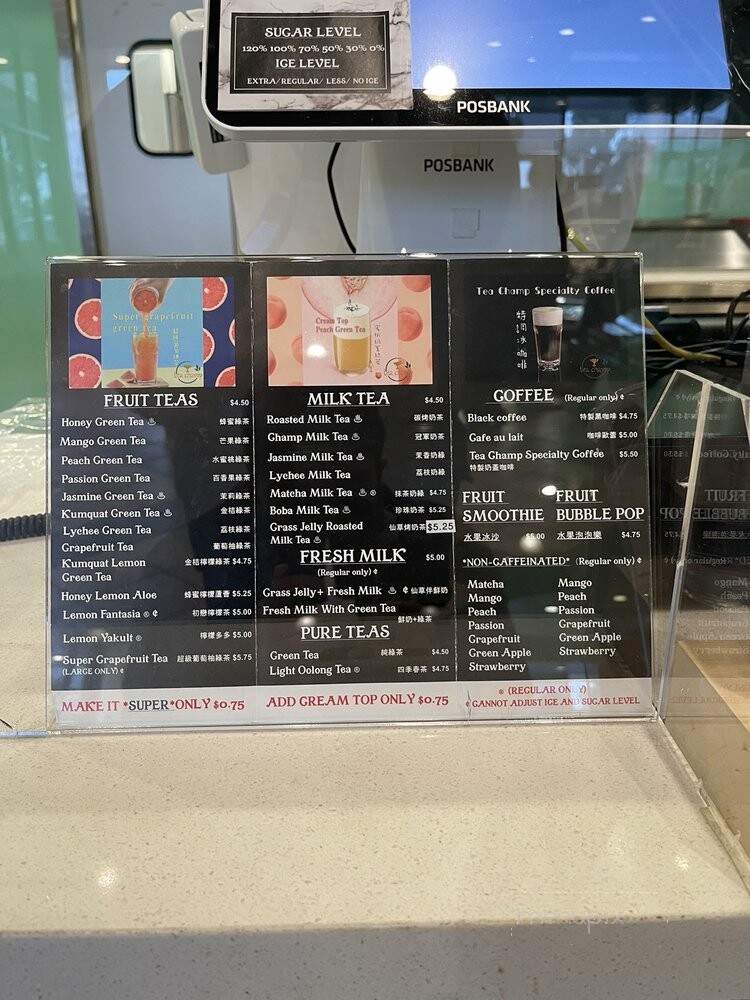 SUGAR LEVEL
120% 100% 70% 50% 30% 0%
ICE LEVEL
EXTRA/REGULAR/ LESS/ NO ICE
POSBANK
POSBANK
Super grapefruit
green tea
FRUIT TEAS $4.50
Honey Green Tea ♨ 蜂蜜綠茶
Mango Green Tea 芒果綠茶
Peach Green Tea 水蜜桃綠茶
Passion Green Tea 百香果綠茶
Jasmine Green Tea ♨ 茉莉綠茶
Kumquat Green Tea ♨ 金桔綠茶
Lychee Green Tea 荔枝綠茶
Grapefruit Tea 葡萄柚綠茶
Kumquat Lemon 金桔檸檬綠茶 $4.75
Green Tea
Honey Lemon Aloe 蜂蜜檸檬蘆薈 $5.25
Lemon Fantasia ® ¢ 初戀檸檬茶 $5.00
Lemon Yakult ® 檸檬多多 $5.00
Super Grapefruit Tea 超級葡萄柚綠茶 $5.75
(LARGE ONLY) ¢
MAKE IT *SUPER*ONLY $0.75
Cream Top
Peach Green Tea
MILK TEA $4.50
Roasted Milk Tea ♨ 碳烤奶茶
Champ Milk Tea ♨ 冠軍奶茶
Jasmine Milk Tea ♨ 茉香奶綠
Lychee Milk Tea 荔枝奶綠
Matcha Milk Tea ♨ ® 抹茶奶綠 $4.75
Boba Milk Tea ♨ 珍珠奶茶 $5.25
Grass Jelly Roasted 仙草烤奶茶 $5.25
Milk Tea ♨
FRESH MILK $5.00
(Regular only) ¢
Grass Jelly+ Fresh Milk ♨ ¢ 仙草伴鮮奶
Fresh Milk With Green Tea
鮮奶+綠茶
PURE TEAS
Green Tea 純綠茶 $4.50
Light Oolong Tea ® 四季春茶 $4.75
ADD CREAM TOP ONLY $0.75
Tea Champ Specialty Coffee
特調冰咖啡
tea champ
COFFEE (Regular only) ¢
Black coffee 特製黑咖啡 $4.75
Cafe au lait 咖啡歐蕾 $5.00
Tea Champ Specialty Coffee $5.50
特製奶蓋咖啡
FRUIT
SMOOTHIE
水果冰沙 $5.00
FRUIT
BUBBLE POP
水果泡泡樂 $4.75
*NON-CAFFEINATED* (Regular only) ¢
Matcha
Mango
Peach
Passion
Grapefruit
Green Apple
Strawberry
Mango
Peach
Passion
Grapefruit
Green Apple
Strawberry
® (REGULAR ONLY)
¢ CANNOT ADJUST ICE AND SUGAR LEVEL